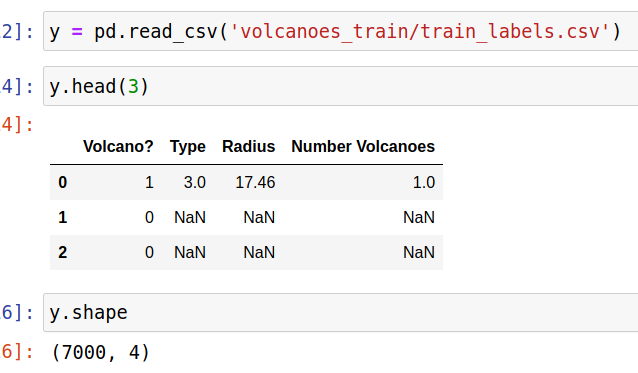 2]: y = pd.read_csv('volcanoes_train/train_labels.csv')
4]: y.head(3)
4]:
Volcano? Type Radius Number Volcanoes
0 1 3.0 17.46 1.0
1 0 NaN NaN NaN
2 0 NaN NaN NaN
6]: y.shape
6]: (7000, 4)